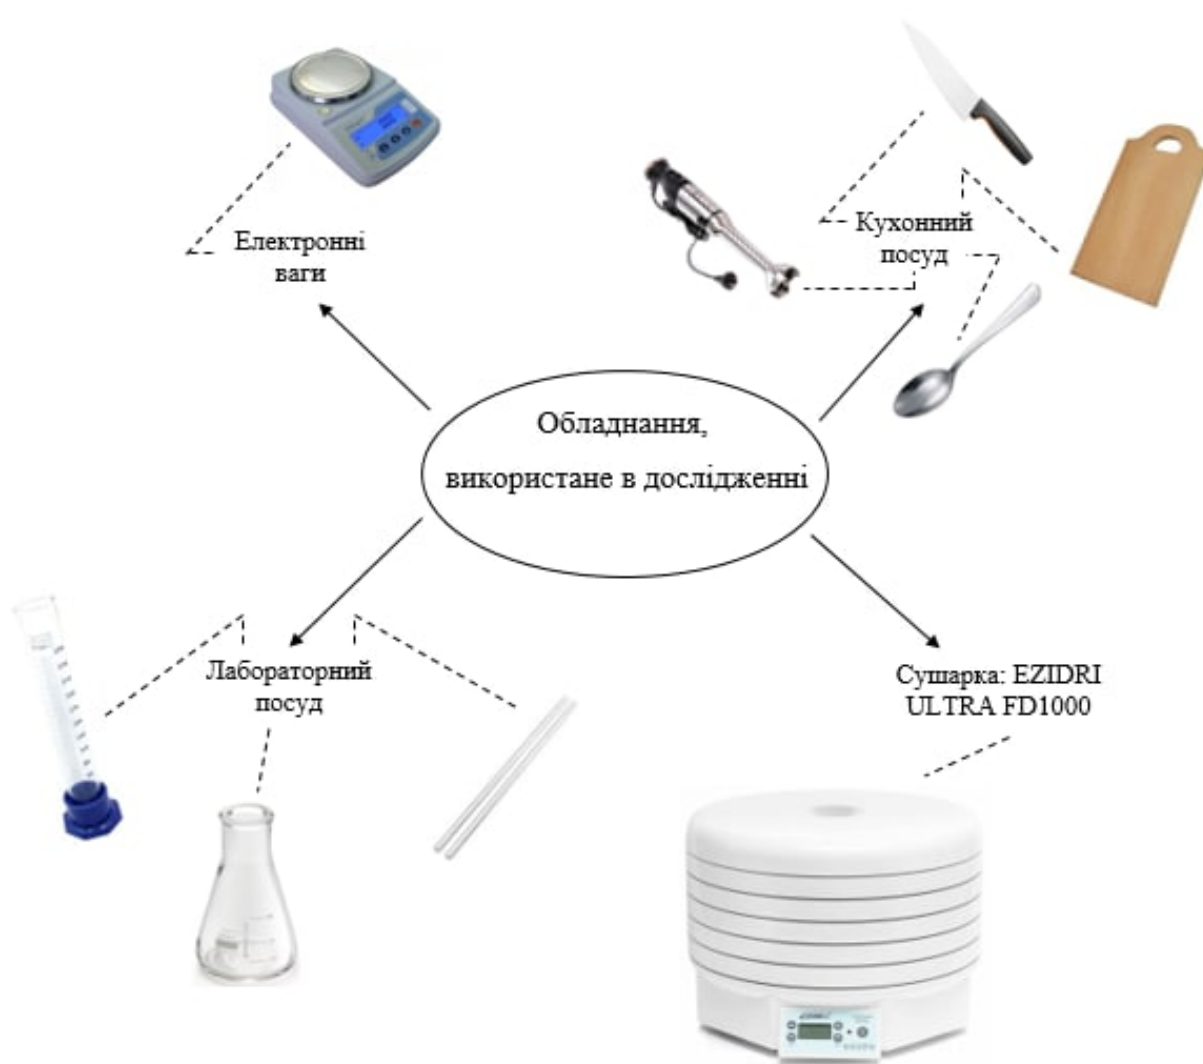 Електронні
ваги
Кухонний
посуд
Обладнання,
використане в дослідженні
Лабораторний
посуд
Сушарка: EZIDRI
ULTRA FD1000